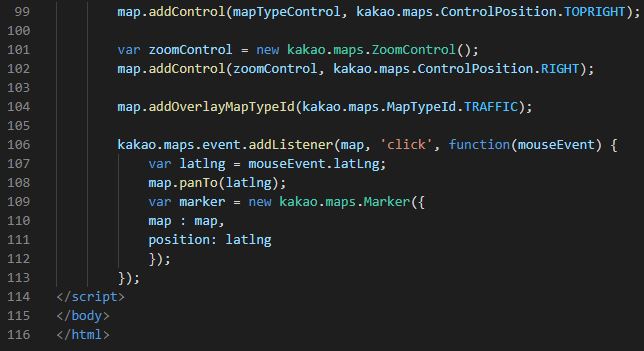 99 map.addControl(mapTypeControl, kakao.maps.ControlPosition.TOPRIGHT);
100
101 var zoomControl = new kakao.maps.ZoomControl();
102 map.addControl(zoomControl, kakao.maps.ControlPosition.RIGHT);
103
104 map.addOverlayMapTypeId(kakao.maps.MapTypeId.TRAFFIC);
105
106 kakao.maps.event.addListener(map, 'click', function(mouseEvent) {
107 var latlng = mouseEvent.latLng;
108 map.panTo(latlng);
109 var marker = new kakao.maps.Marker({
110 map : map,
111 position: latlng
112 });
113 });
114 </script>
115 </body>
116 </html>